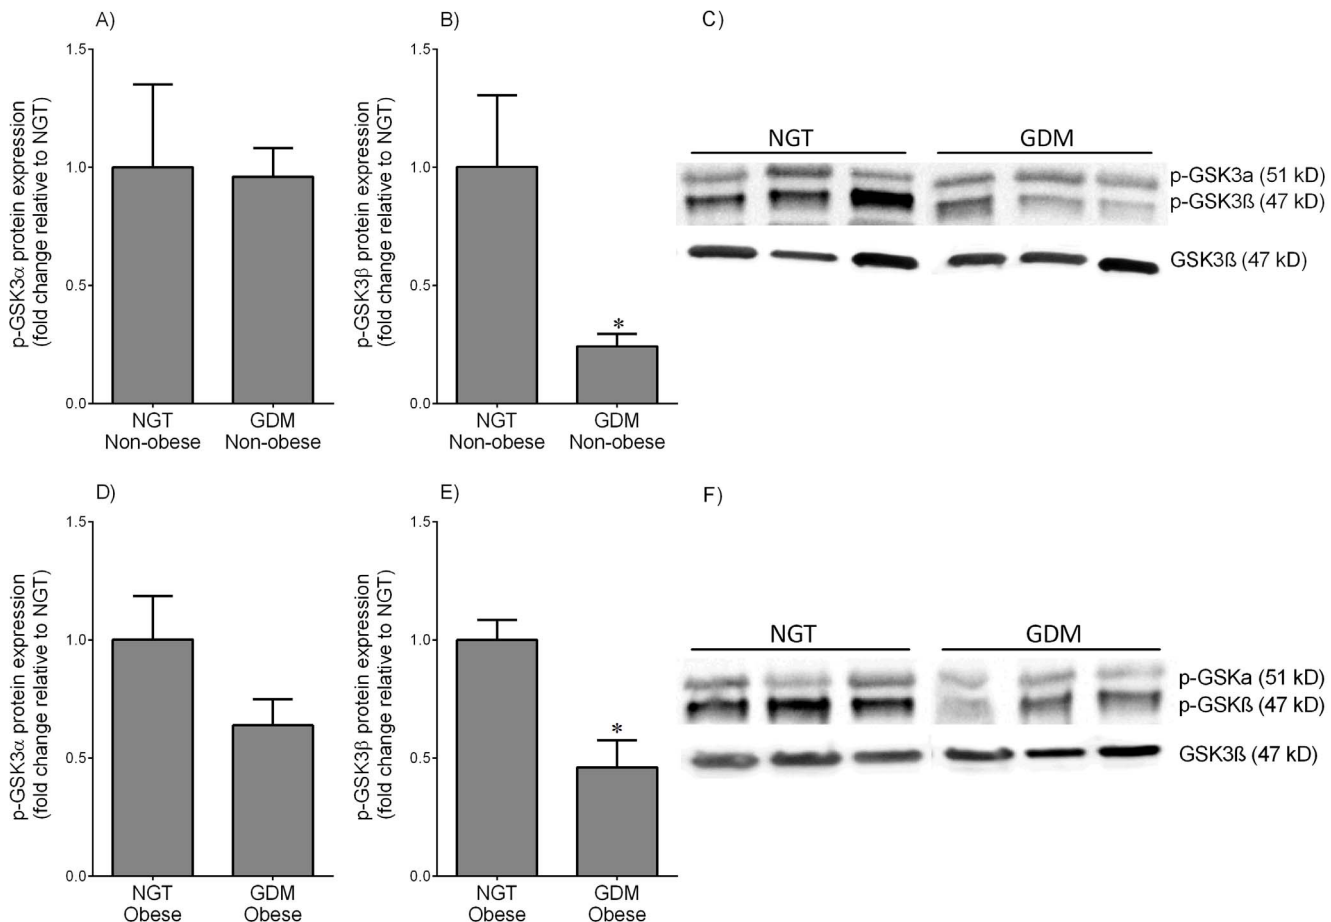 A)
p-GSK3α protein expression
(fold change relative to NGT)
1.5
1.0
0.5
0.0
NGT
Non-obese
GDM
Non-obese
B)
p-GSK3β protein expression
(fold change relative to NGT)
1.5
1.0
0.5
0.0
*
NGT
Non-obese
GDM
Non-obese
C)
NGT
GDM
p-GSK3a (51 kD)
p-GSK3ß (47 kD)
GSK3ß (47 kD)
D)
p-GSK3α protein expression
(fold change relative to NGT)
1.5
1.0
0.5
0.0
NGT
Obese
GDM
Obese
E)
p-GSK3β protein expression
(fold change relative to NGT)
1.5
1.0
0.5
0.0
*
NGT
Obese
GDM
Obese
F)
NGT
GDM
p-GSKa (51 kD)
p-GSKß (47 kD)
GSK3ß (47 kD)